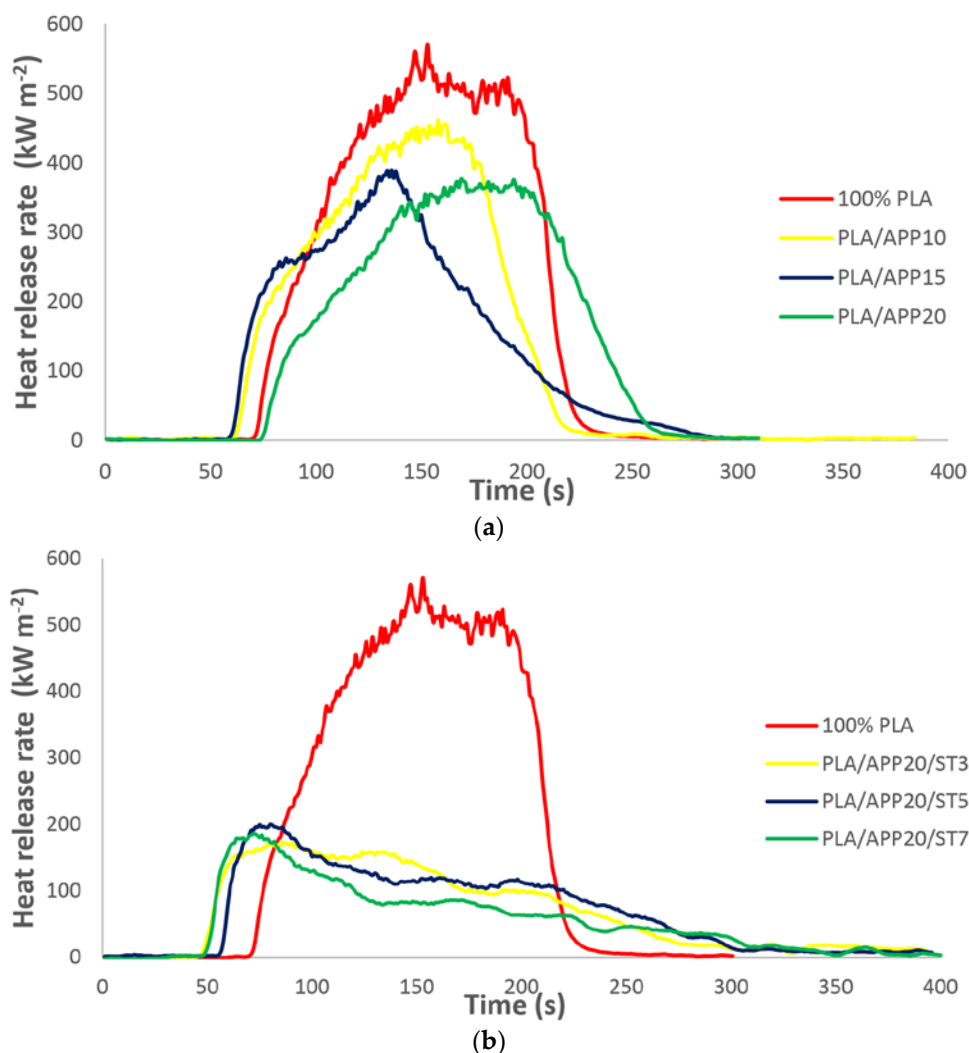 600
500
400
300
200
100
0
Heat release rate (kW m⁻²)
100% PLA
PLA/APP10
PLA/APP15
PLA/APP20
0 50 100 150 200 250 300 350 400
Time (s)
(a)
600
500
400
300
200
100
0
Heat release rate (kW m⁻²)
100% PLA
PLA/APP20/ST3
PLA/APP20/ST5
PLA/APP20/ST7
0 50 100 150 200 250 300 350 400
Time (s)
(b)